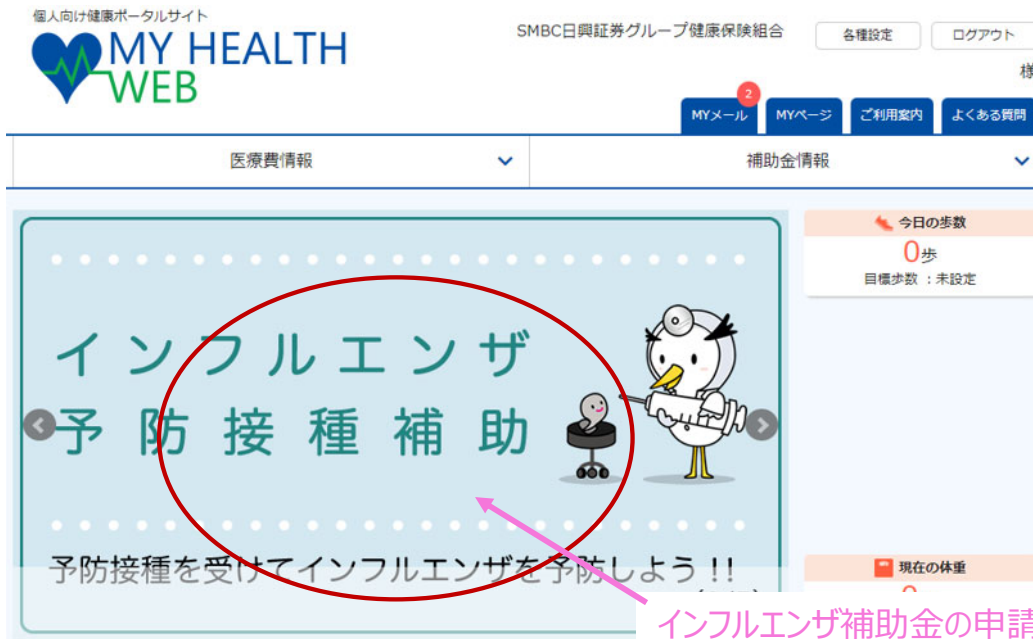 個人向け健康ポータルサイト
MY HEALTH
WEB
SMBC日興証券グループ健康保険組合
各種設定
ログアウト
様
2
MYメール
MYページ
ご利用案内
よくある質問
医療費情報
補助金情報
インフルエンザ
予防接種補助
予防接種を受けてインフルエンザを予防しよう!!
今日の歩数
0歩
目標歩数 : 未設定
現在の体重
インフルエンザ補助金の申請